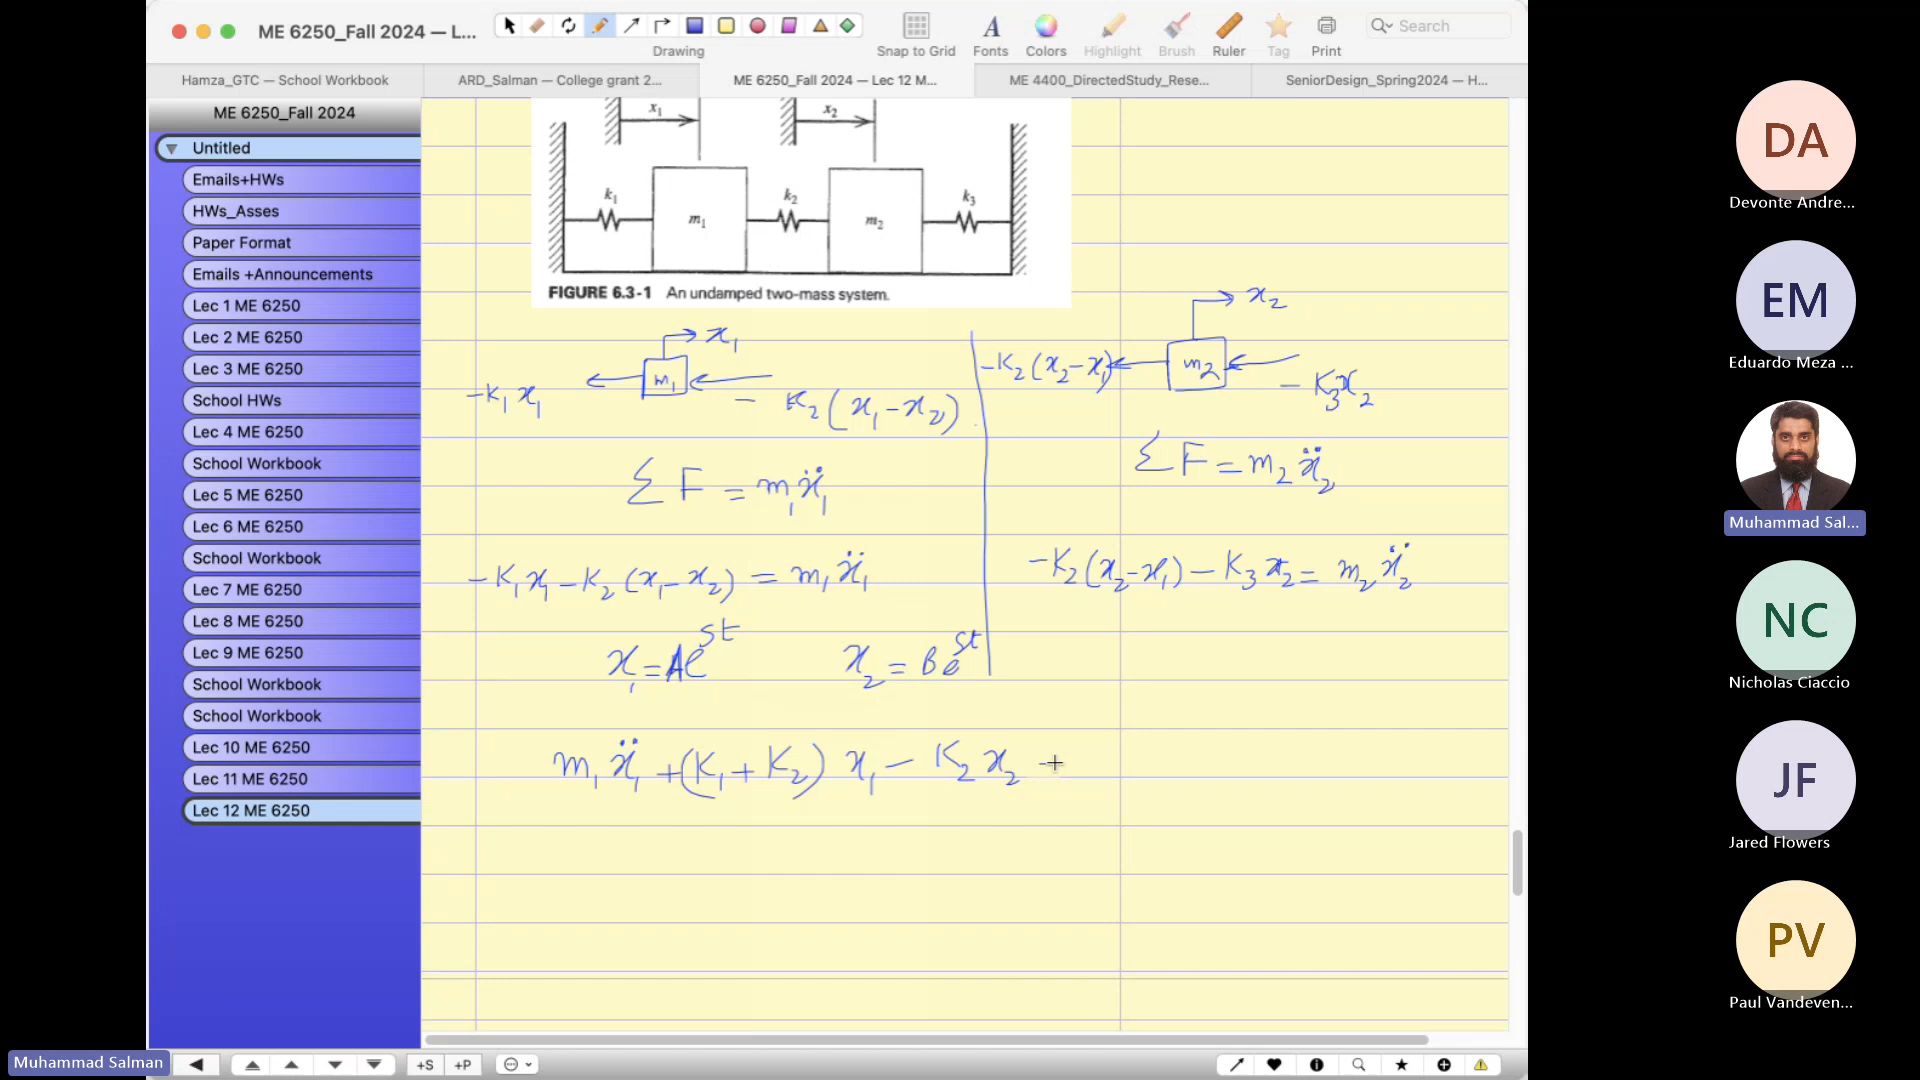 ME 6250_Fall 2024 — L...
Drawing
Snap to Grid
Fonts
Colors
Highlight
Brush
Ruler
Tag
Print
Search
Hamza_GTC — School Workbook
ARD_Salman — College grant 2...
ME 6250_Fall 2024 — Lec 12 M...
ME 4400_DirectedStudy_Rese...
SeniorDesign_Spring2024 — H...
ME 6250_Fall 2024
Untitled
Emails+HWs
HWs_Asses
Paper Format
Emails +Announcements
Lec 1 ME 6250
Lec 2 ME 6250
Lec 3 ME 6250
School HWs
Lec 4 ME 6250
School Workbook
Lec 5 ME 6250
Lec 6 ME 6250
School Workbook
Lec 7 ME 6250
Lec 8 ME 6250
Lec 9 ME 6250
School Workbook
School Workbook
Lec 10 ME 6250
Lec 11 ME 6250
Lec 12 ME 6250
x₁ x₂
k₁ k₂ k₃
m₁ m₂
FIGURE 6.3-1 An undamped two-mass system.
x₁
m₁
-K₁x₁
- K₂(x₁-x₂)
x₂
-K₂(x₂-x₁) m₂
- K₃x₂
ΣF = m₁ẍ₁
ΣF = m₂ẍ₂
-K₁x₁-K₂(x₁-x₂) = m₁ẍ₁
-K₂(x₂-x₁)-K₃x₂ = m₂ẍ₂
x₁=Ae^st x₂=Be^st
m₁ẍ₁+(K₁+K₂)x₁-K₂x₂
+S +P
Devonte Andre...
EM
DA
Eduardo Meza ...
Muhammad Sal...
NC
Nicholas Ciaccio
JF
Jared Flowers
PV
Paul Vandeven...
Muhammad Salman